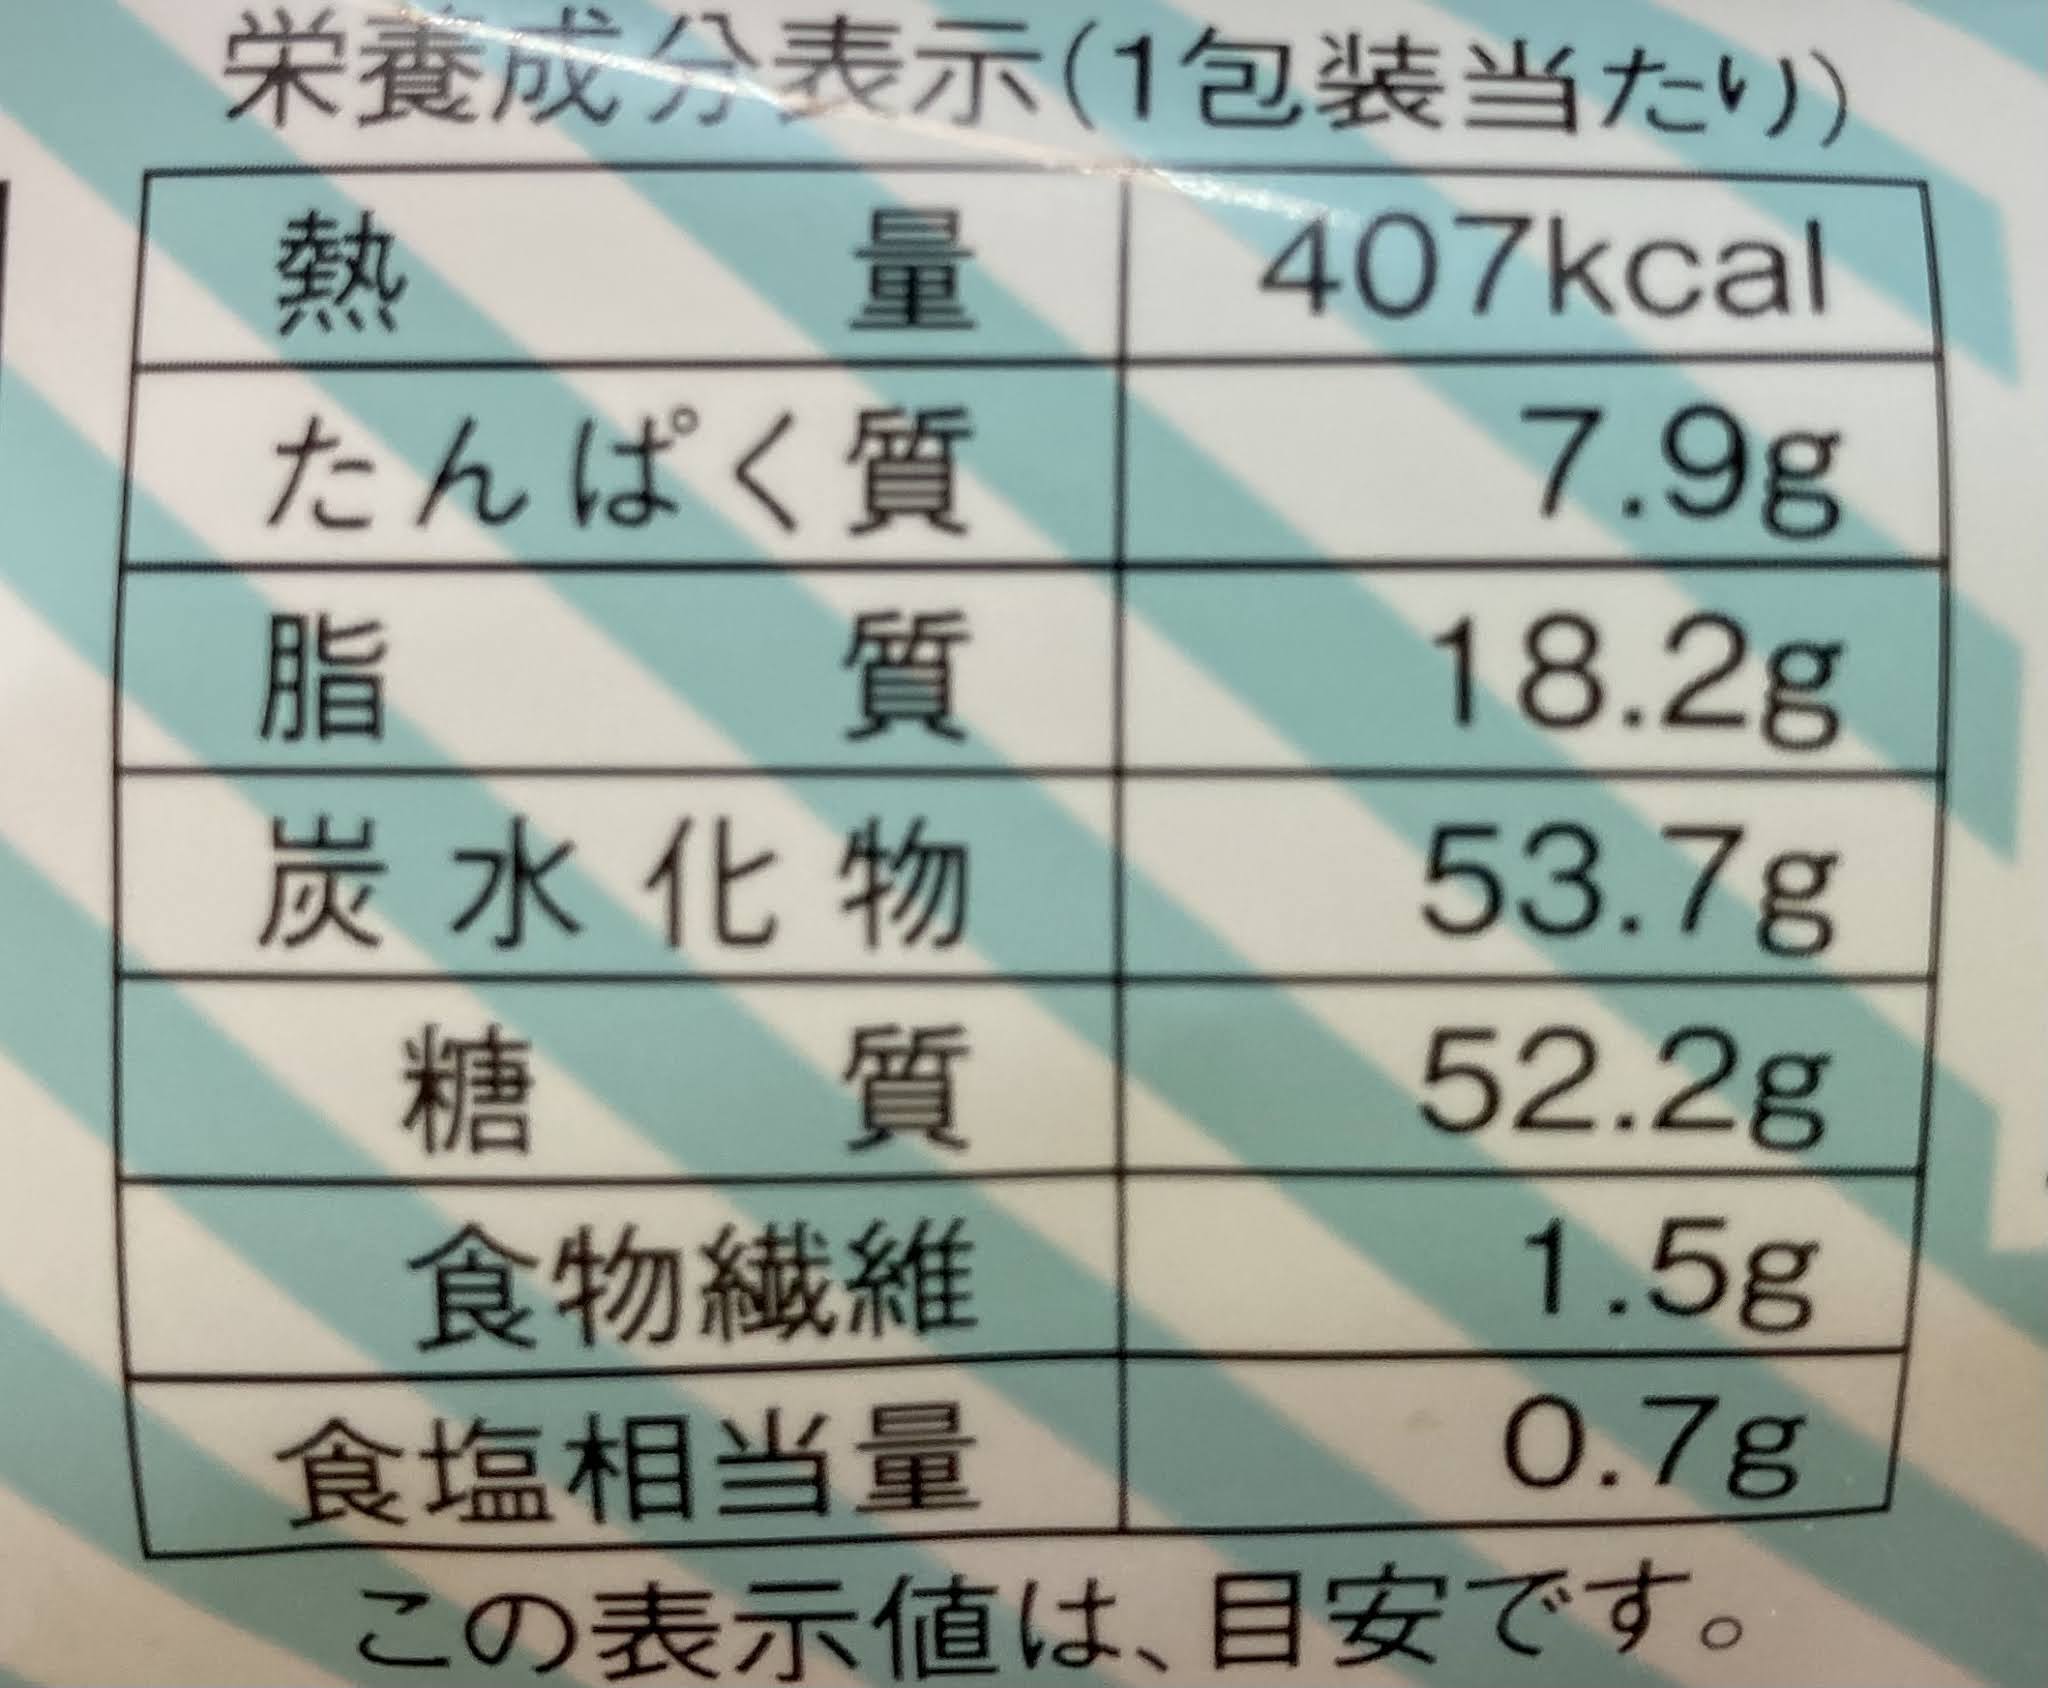 栄養成分表示(1包装当たり)
熱量 407kcal
たんぱく質 7.9g
脂質 18.2g
炭水化物 53.7g
糖質 52.2g
食物繊維 1.5g
食塩相当量 0.7g
この表示値は、目安です。